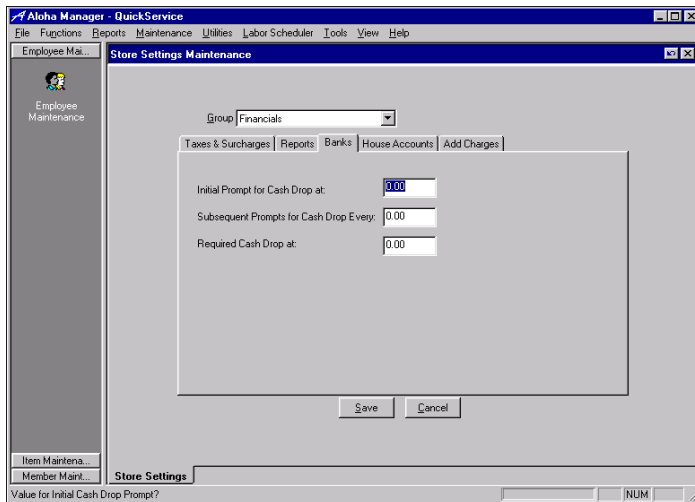 Aloha Manager - QuickService
File Functions Reports Maintenance Utilities Labor Scheduler Tools View Help
Employee Mai...
Store Settings Maintenance
Employee
Maintenance
Group Financials
Taxes & Surcharges Reports Banks House Accounts Add Charges
Initial Prompt for Cash Drop at: 0.00
Subsequent Prompts for Cash Drop Every: 0.00
Required Cash Drop at: 0.00
Save Cancel
Item Maintena...
Member Maint... Store Settings
Value for Initial Cash Drop Prompt? NUM